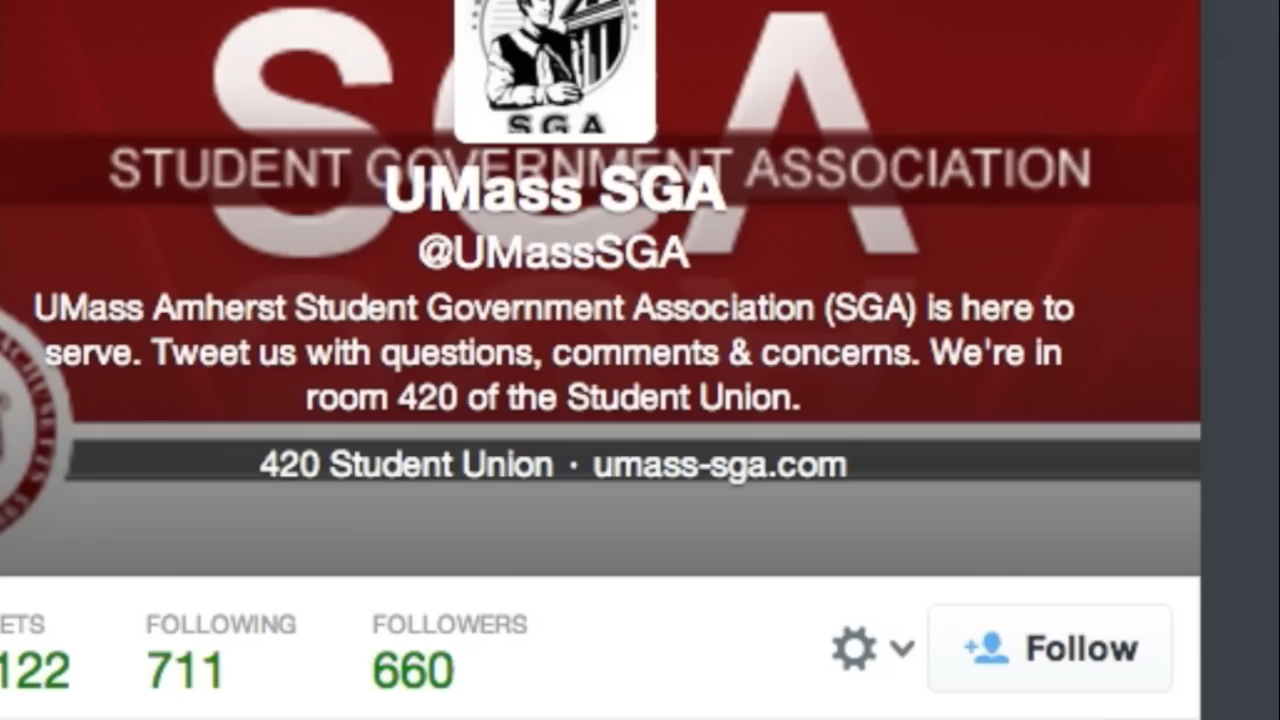 SGA
SGA
STUDENT GOVERNMENT ASSOCIATION
UMass SGA
@UMassSGA
UMass Amherst Student Government Association (SGA) is here to
serve. Tweet us with questions, comments & concerns. We're in
room 420 of the Student Union.
420 Student Union · umass-sga.com
FOLLOWING
FOLLOWERS
711
660
Follow